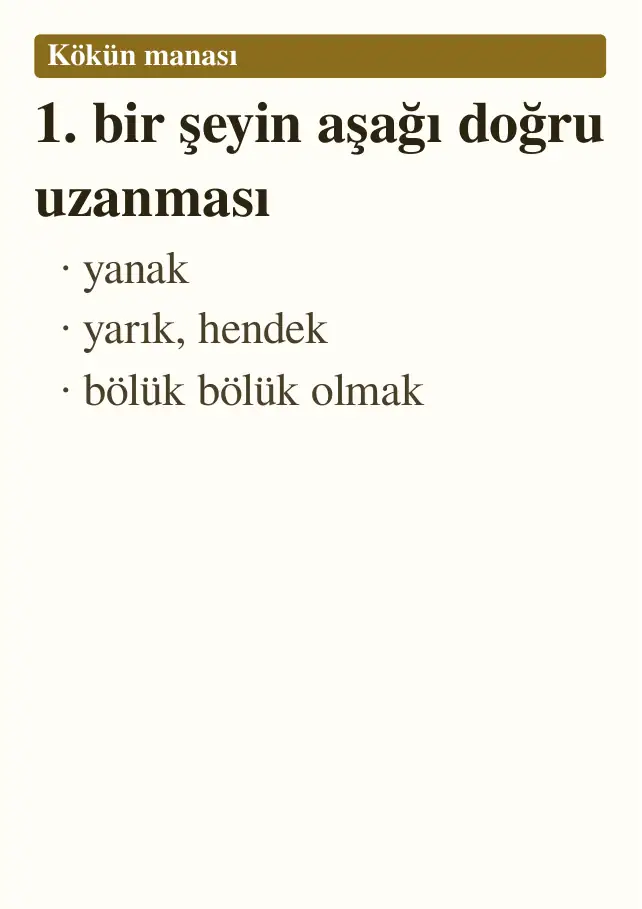 Kökün manası
1. bir şeyin aşağı doğru
uzanması
· yanak
· yarık, hendek
· bölük bölük olmak